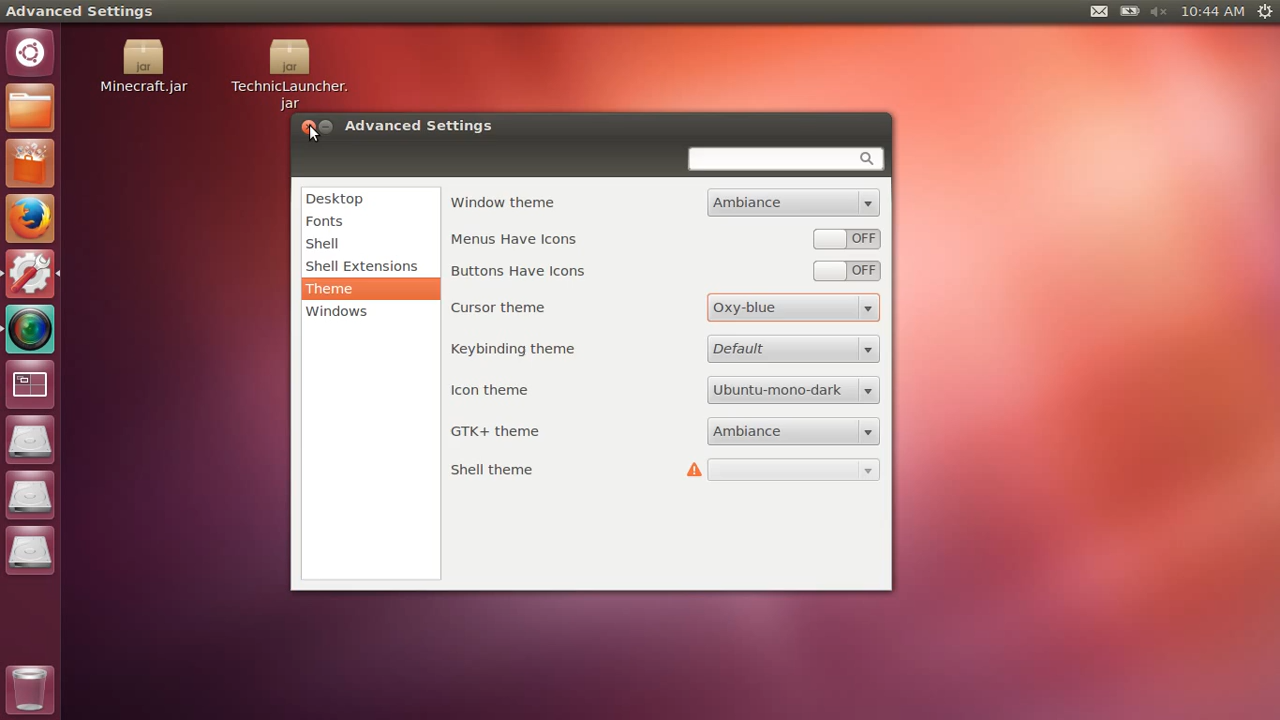 Advanced Settings
10:44 AM
jar
Minecraft.jar
jar
TechnicLauncher.
jar
Advanced Settings
Desktop
Fonts
Shell
Shell Extensions
Theme
Windows
Window theme
Ambiance
Menus Have Icons
OFF
Buttons Have Icons
OFF
Cursor theme
Oxy-blue
Keybinding theme
Default
Icon theme
Ubuntu-mono-dark
GTK+ theme
Ambiance
Shell theme